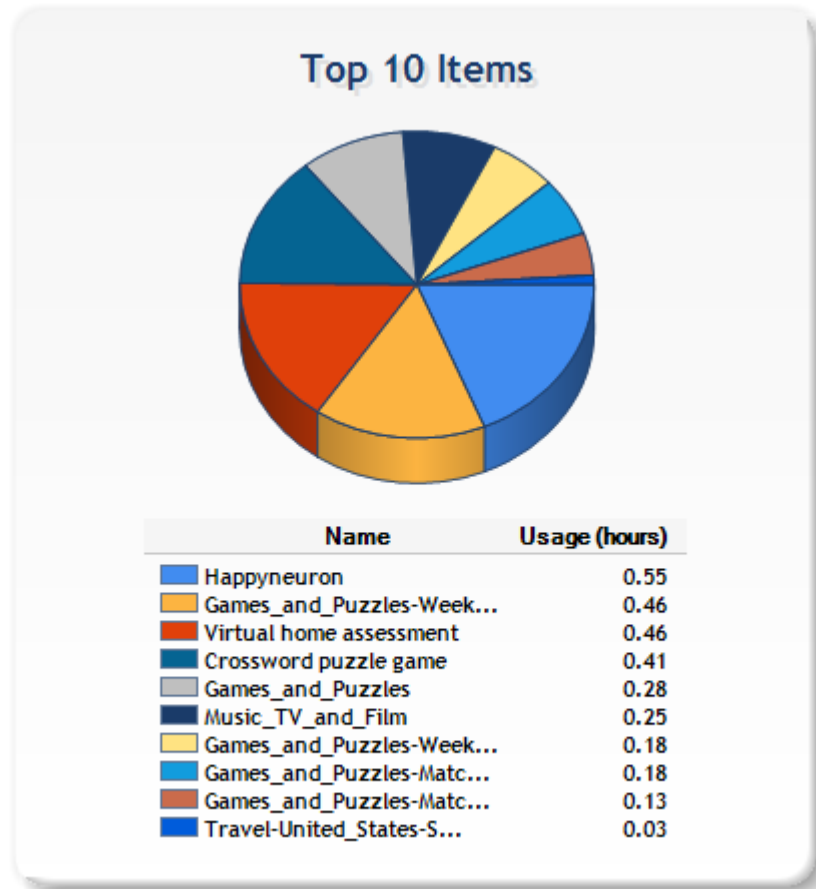 Top 10 Items
Name Usage (hours)
Happyneuron 0.55
Games_and_Puzzles-Week... 0.46
Virtual home assessment 0.46
Crossword puzzle game 0.41
Games_and_Puzzles 0.28
Music_TV_and_Film 0.25
Games_and_Puzzles-Week... 0.18
Games_and_Puzzles-Matc... 0.18
Games_and_Puzzles-Matc... 0.13
Travel-United_States-S... 0.03